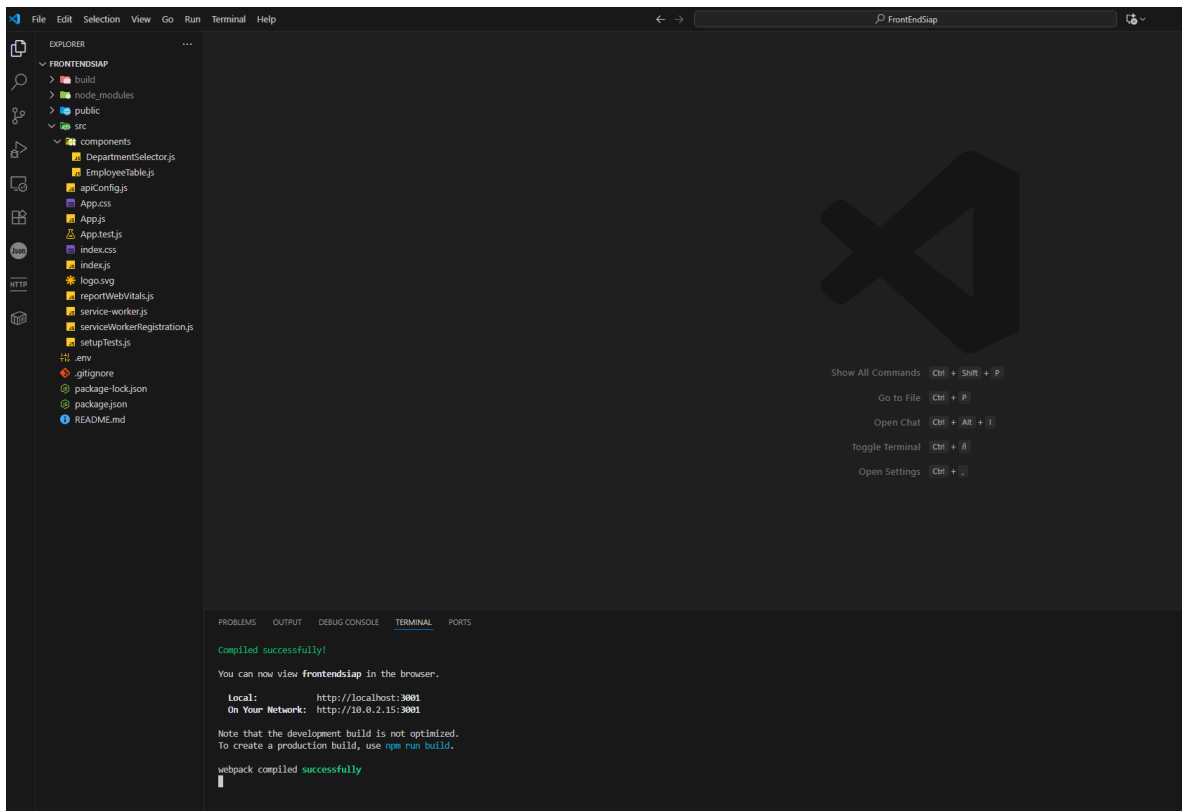 File Edit Selection View Go Run Terminal Help
FrontEndSiap
EXPLORER
FRONTENDSIAP
build
node_modules
public
src
components
DepartmentSelector.js
EmployeeTable.js
apiConfig.js
App.css
App.js
App.test.js
index.css
index.js
logo.svg
reportWebVitals.js
service-worker.js
serviceWorkerRegistration.js
setupTests.js
.env
.gitignore
package-lock.json
package.json
README.md
Json
HTTP
Show All Commands Ctrl + Shift + P
Go to File Ctrl + P
Open Chat Ctrl + Alt + I
Toggle Terminal Ctrl + ñ
Open Settings Ctrl + ,
PROBLEMS OUTPUT DEBUG CONSOLE TERMINAL PORTS
Compiled successfully!
You can now view frontendsiap in the browser.
Local: http://localhost:3001
On Your Network: http://10.0.2.15:3001
Note that the development build is not optimized.
To create a production build, use npm run build.
webpack compiled successfully